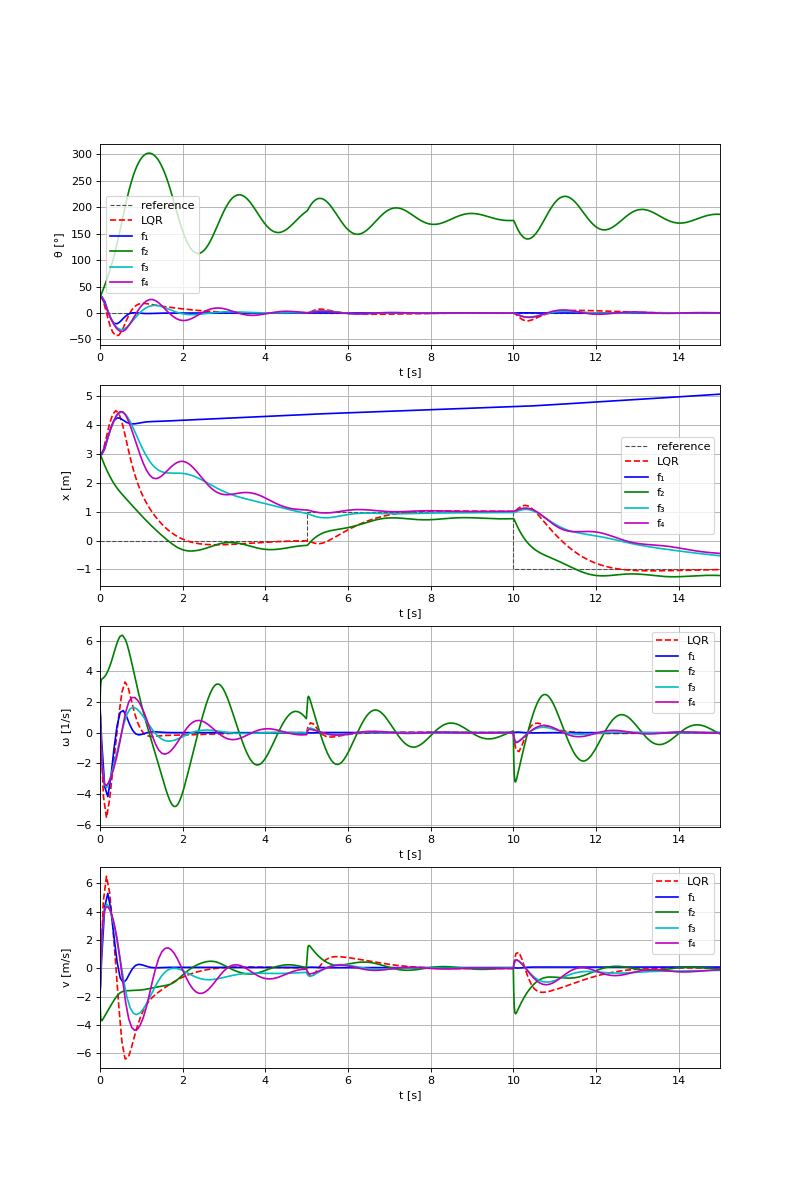 300
250
200
150
100
50
0
−50
θ [°]
reference
LQR
f₁
f₂
f₃
f₄
0 2 4 6 8 10 12 14
t [s]
5
4
3
2
1
0
−1
x [m]
reference
LQR
f₁
f₂
f₃
f₄
0 2 4 6 8 10 12 14
t [s]
6
4
2
0
−2
−4
−6
ω [1/s]
LQR
f₁
f₂
f₃
f₄
0 2 4 6 8 10 12 14
t [s]
6
4
2
0
−2
−4
−6
v [m/s]
LQR
f₁
f₂
f₃
f₄
0 2 4 6 8 10 12 14
t [s]